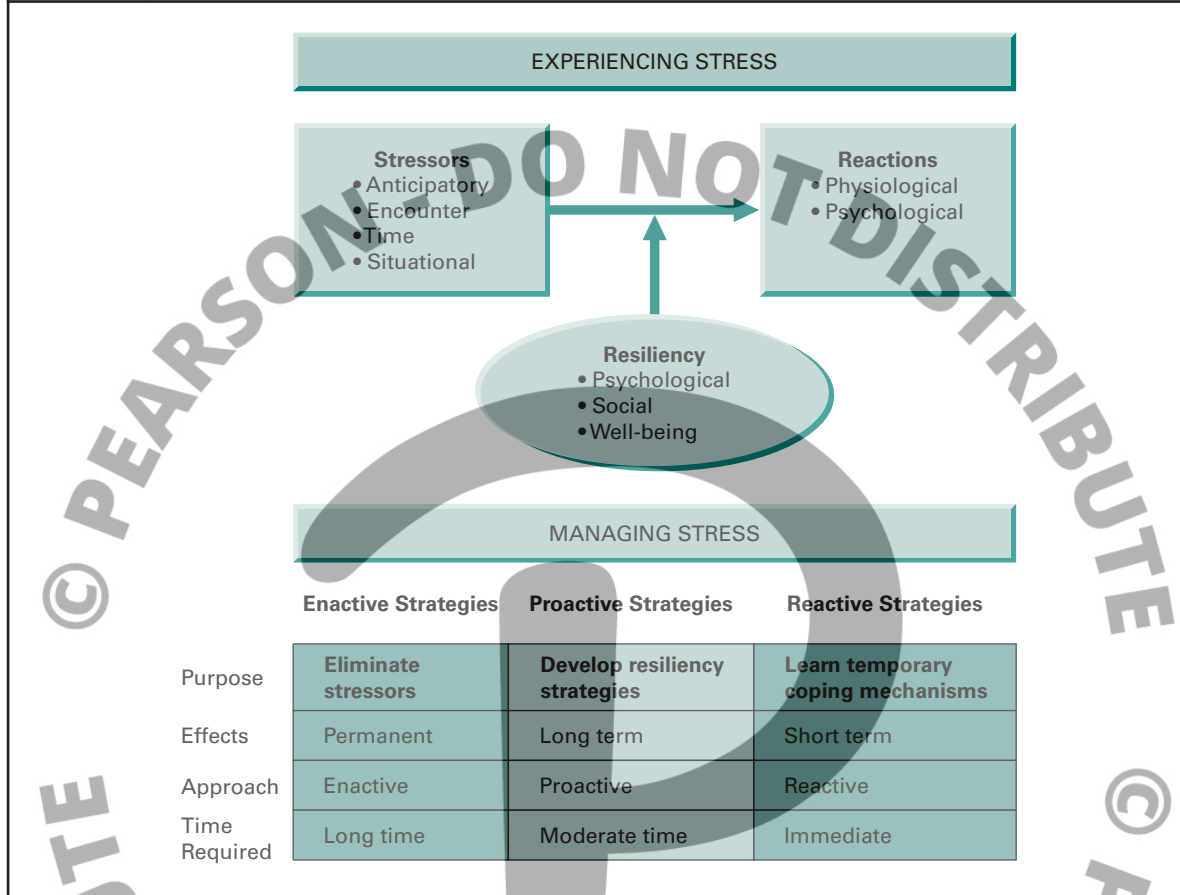 EXPERIENCING STRESS
Stressors
• Anticipatory
• Encounter
• Time
• Situational
Reactions
• Physiological
• Psychological
Resiliency
• Psychological
• Social
• Well-being
MANAGING STRESS
Enactive Strategies Proactive Strategies Reactive Strategies
Purpose
Eliminate
stressors
Develop resiliency
strategies
Learn temporary
coping mechanisms
Effects Permanent Long term Short term
Approach Enactive Proactive Reactive
Time
Required
Long time Moderate time Immediate
© PEARSON - DO NOT DISTRIBUTE
UTE
© P